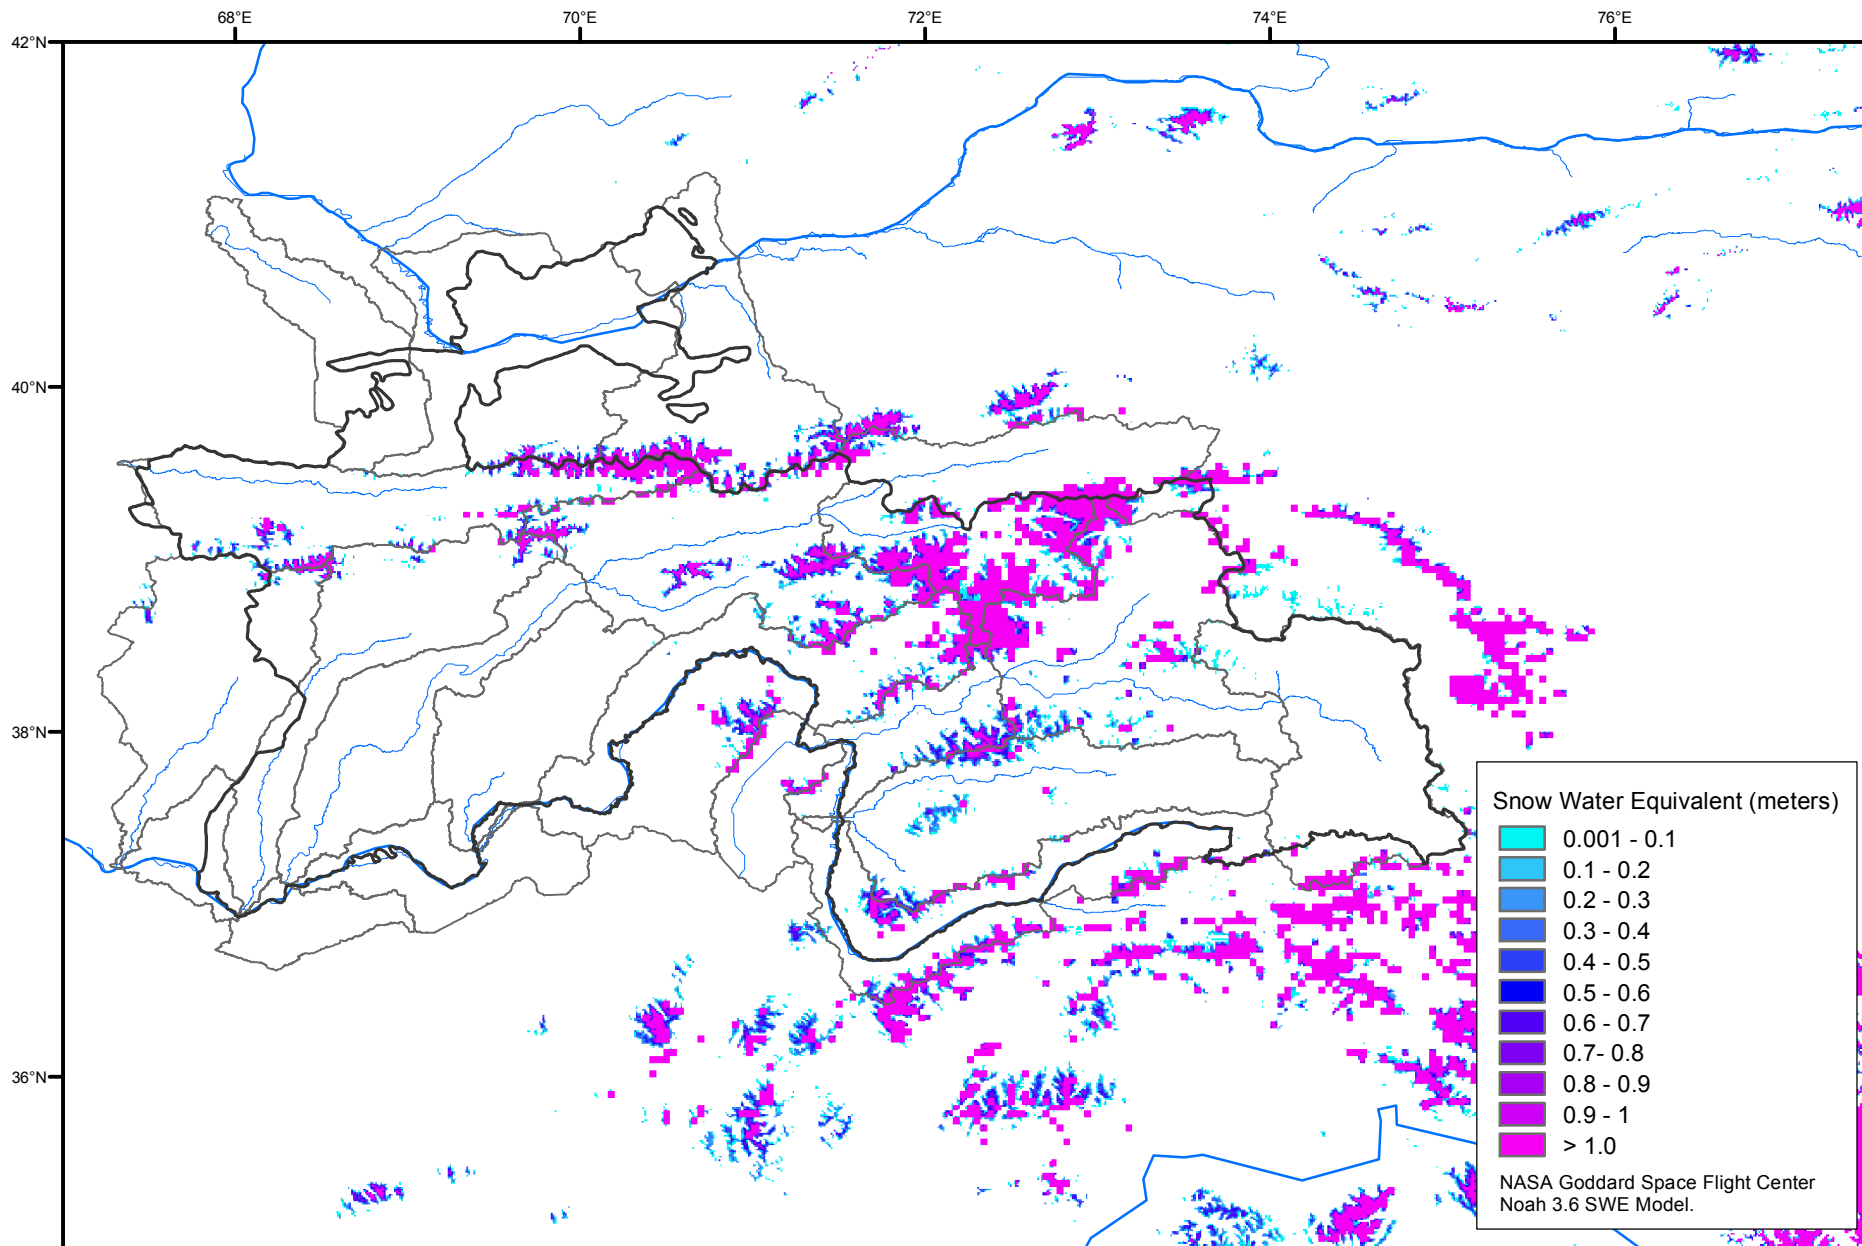 68°E 70°E 72°E 74°E 76°E
42°N
40°N
38°N
36°N
Snow Water Equivalent (meters)
0.001 - 0.1
0.1 - 0.2
0.2 - 0.3
0.3 - 0.4
0.4 - 0.5
0.5 - 0.6
0.6 - 0.7
0.7- 0.8
0.8 - 0.9
0.9 - 1
> 1.0
NASA Goddard Space Flight Center
Noah 3.6 SWE Model.